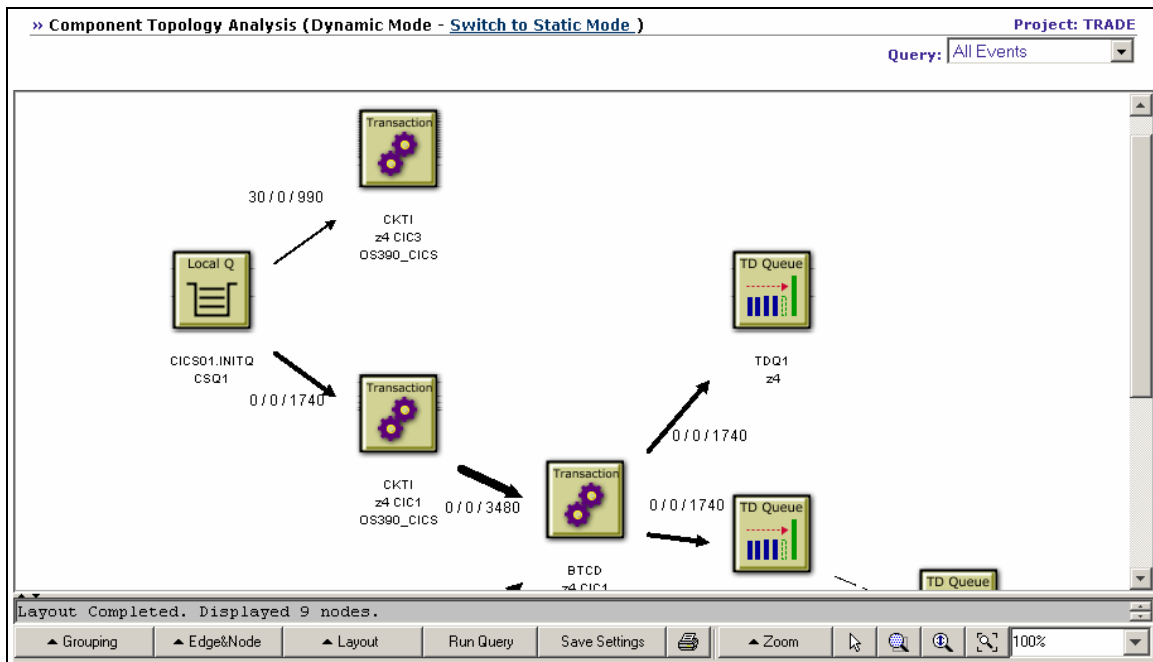 » Component Topology Analysis (Dynamic Mode - Switch to Static Mode )
Project: TRADE
Query: All Events
Transaction
30 / 0 / 990
CKTI
z4 CIC3
OS390_CICS
Local Q
TD Queue
CICS01.INITQ
CSQ1
TDQ1
z4
Transaction
0 / 0 / 1740
0 / 0 / 1740
CKTI
z4 CIC1
OS390_CICS
0 / 0 / 3480
Transaction
0 / 0 / 1740
TD Queue
BTCD
z4 CIC1
TD Queue
Layout Completed. Displayed 9 nodes.
Grouping
Edge&Node
Layout
Run Query
Save Settings
Zoom
100%